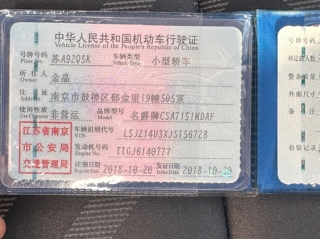 中华人民共和国机动车行驶证
Vehicle License of the People's Republic of China
号牌号码 苏A92Q5K 车辆类型 小型轿车
Plate No. Vehicle Type
所有人 金晶
Owner
住址 南京市鼓楼区郁金里19幢505室
Address
使用性质 非营运 品牌型号 名爵牌CSA7151MDAF
Use Character Model
江苏省南京
市公安局
交通管理局
车辆识别代号 LSJZ14U3XJS156728
VIN
发动机号码 TTGJ6140777
Engine No.
注册日期 2018-10-20 发证日期
Register Date Issue Date
号牌号码